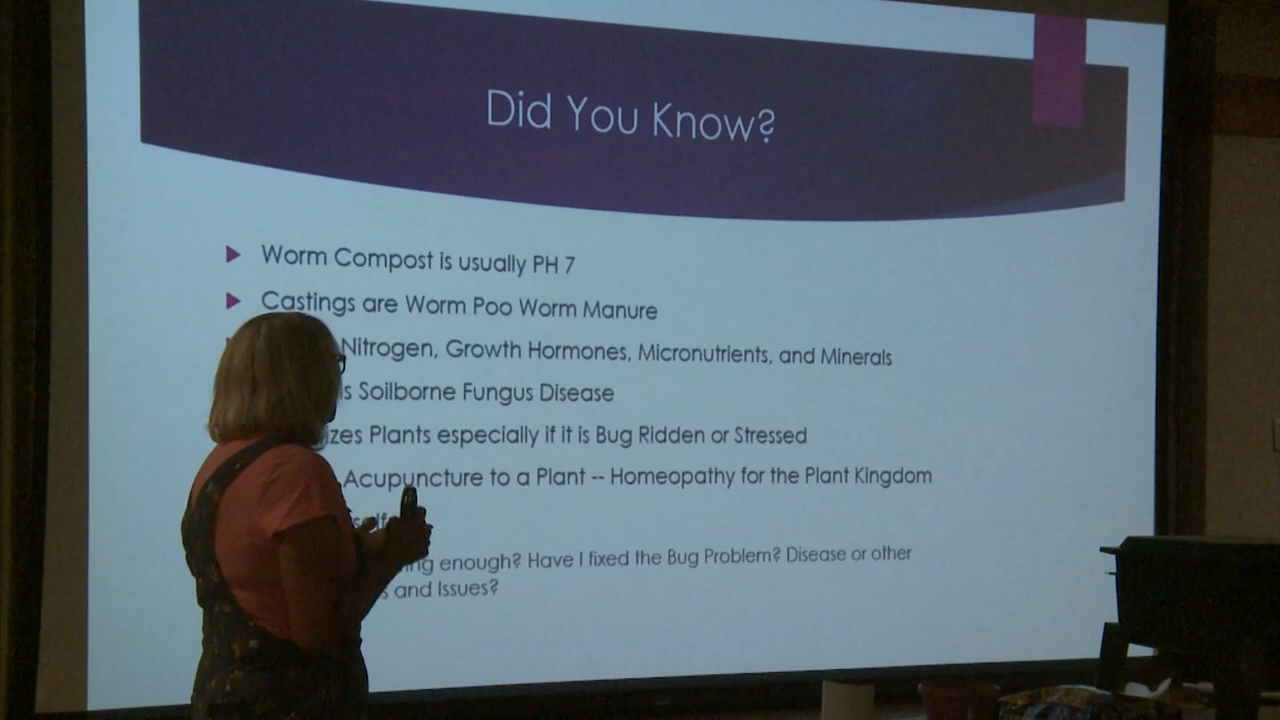 Did You Know?
Worm Compost is usually PH 7
Castings are Worm Poo Worm Manure
Nitrogen, Growth Hormones, Micronutrients, and Minerals
Soilborne Fungus Disease
Plants especially if it is Bug Ridden or Stressed
Acupuncture to a Plant -- Homeopathy for the Plant Kingdom
enough? Have I fixed the Bug Problem? Disease or other
and Issues?